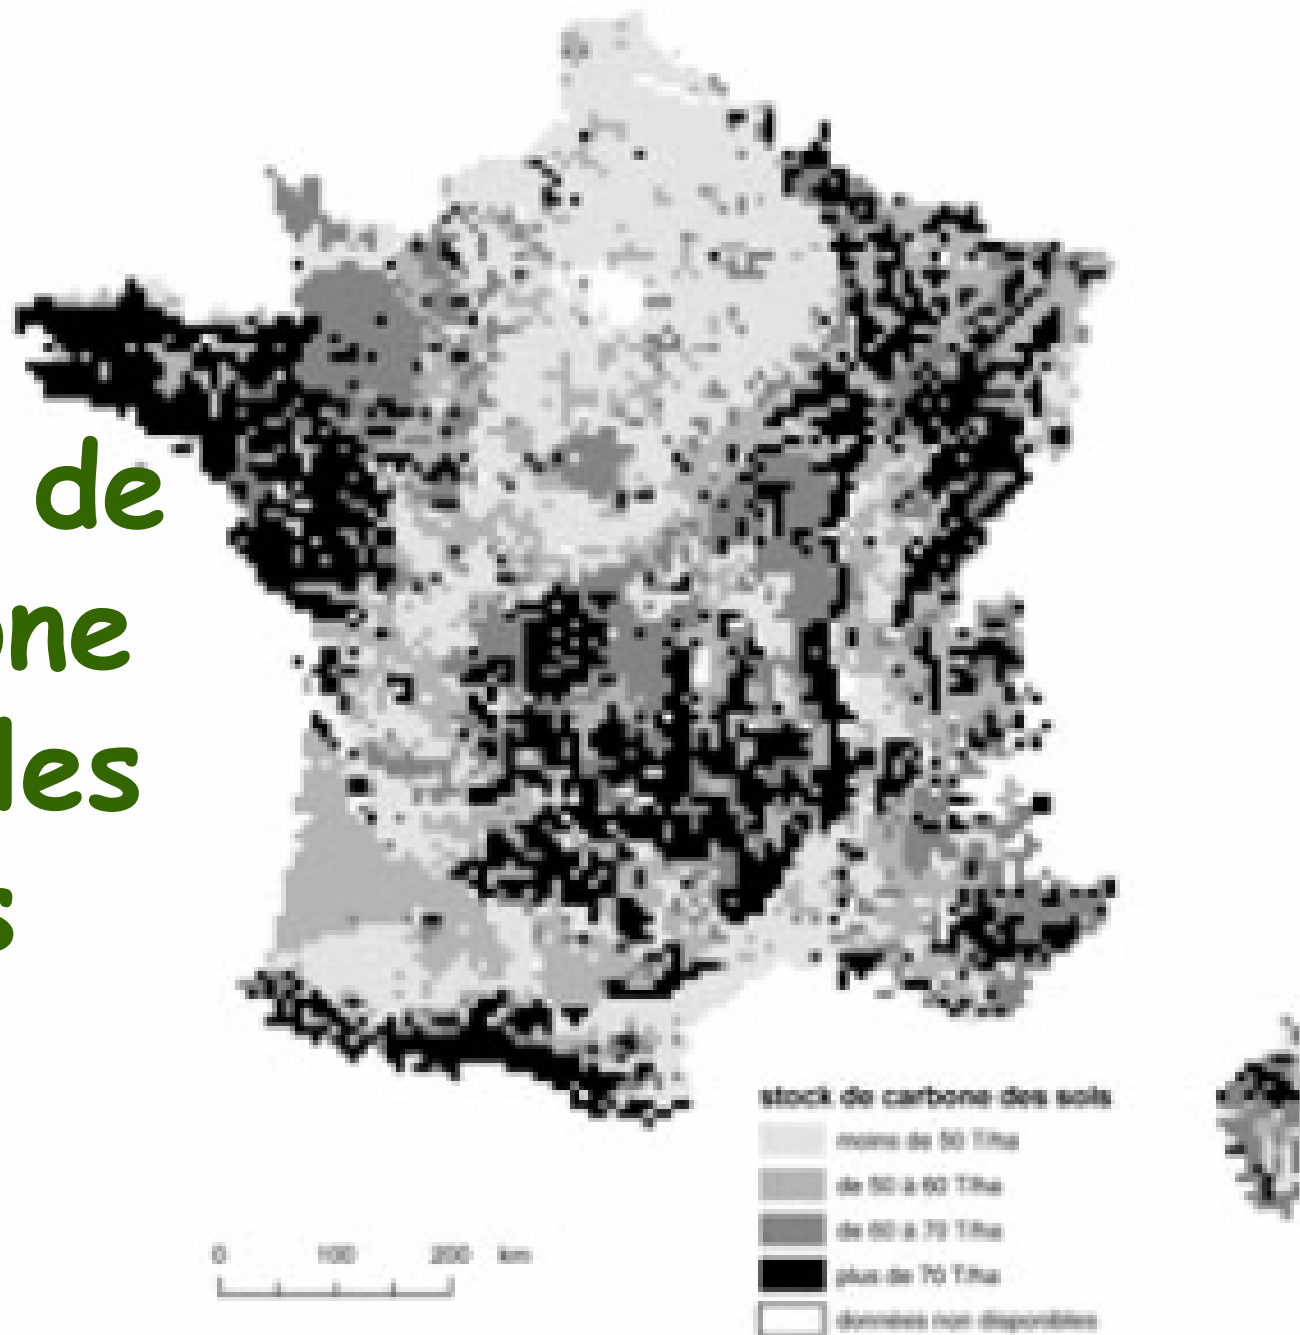 de
one
les
s
stock de carbone des sols
moins de 50 T/ha
de 50 à 60 T/ha
de 60 à 70 T/ha
plus de 70 T/ha
données non disponibles
0 100 200 km